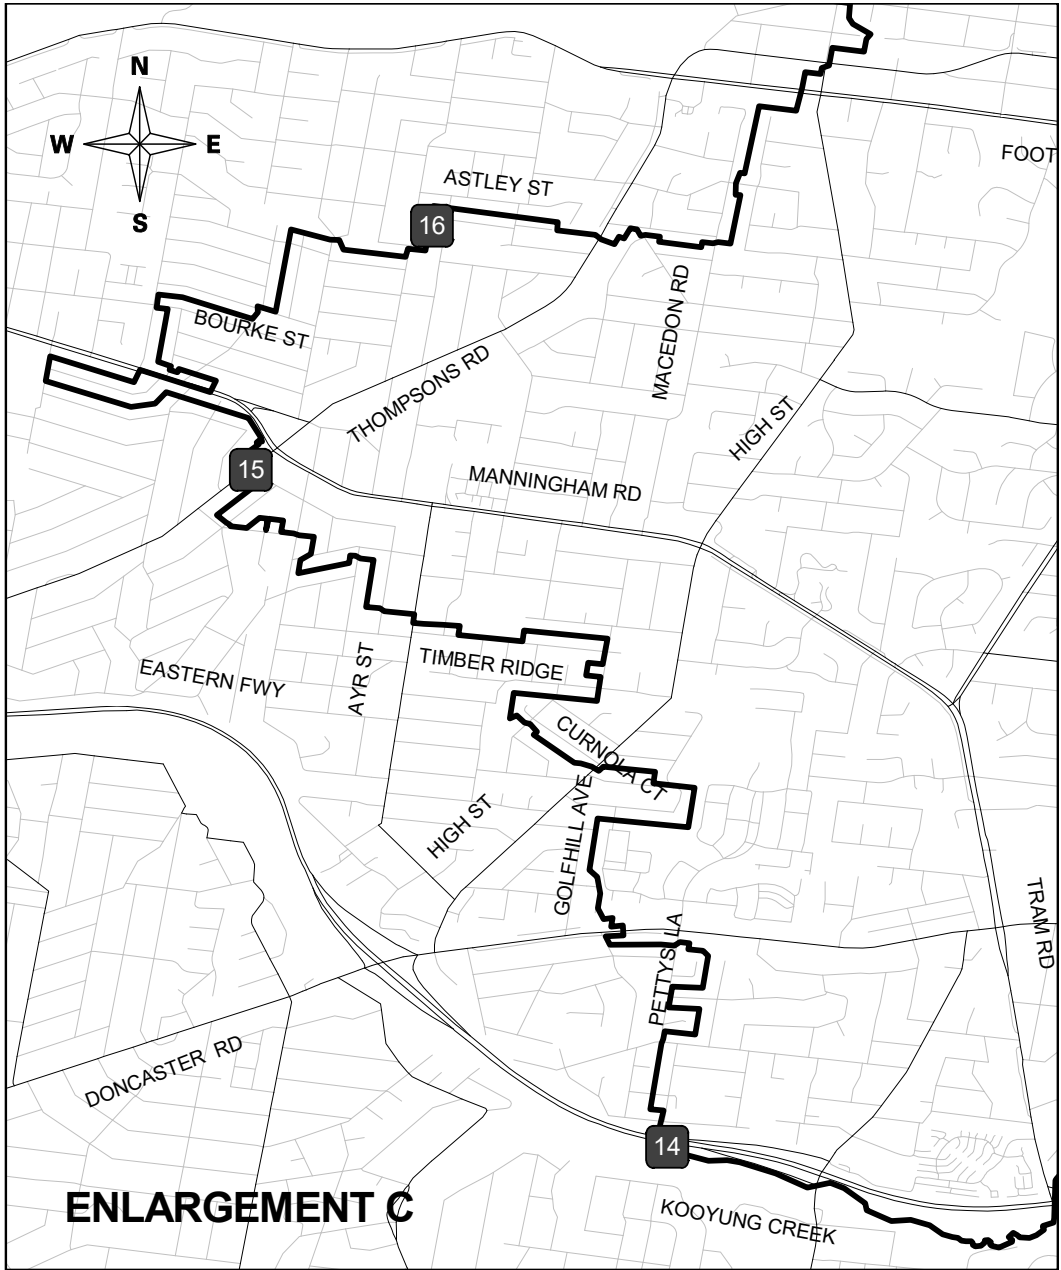 N
W
E
S
FOOT
ASTLEY ST
16
BOURKE ST
MACEDON RD
THOMPSONS RD
HIGH ST
15
MANNINGHAM RD
TIMBER RIDGE
AYR ST
EASTERN FWY
CURNOLA CT
HIGH ST
GOLFHILL AVE
TRAM RD
PETTYS LA
DONCASTER RD
14
KOOYUNG CREEK
ENLARGEMENT C